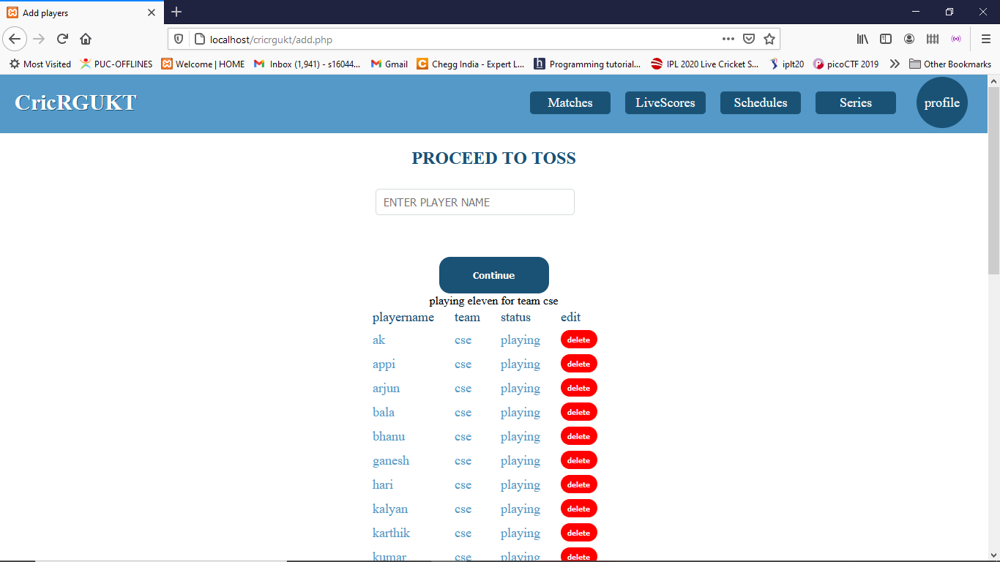 Add players
localhost/cricrgukt/add.php
Most Visited PUC-OFFLINES Welcome | HOME Inbox (1,941) - s16044... Gmail Chegg India - Expert L... Programming tutorial... IPL 2020 Live Cricket S... iplt20 picoCTF 2019 Other Bookmarks
CricRGUKT Matches LiveScores Schedules Series profile
PROCEED TO TOSS
ENTER PLAYER NAME
Continue
playing eleven for team cse
playername team status edit
ak cse playing delete
appi cse playing delete
arjun cse playing delete
bala cse playing delete
bhanu cse playing delete
ganesh cse playing delete
hari cse playing delete
kalyan cse playing delete
karthik cse playing delete
kumar cse playing delete